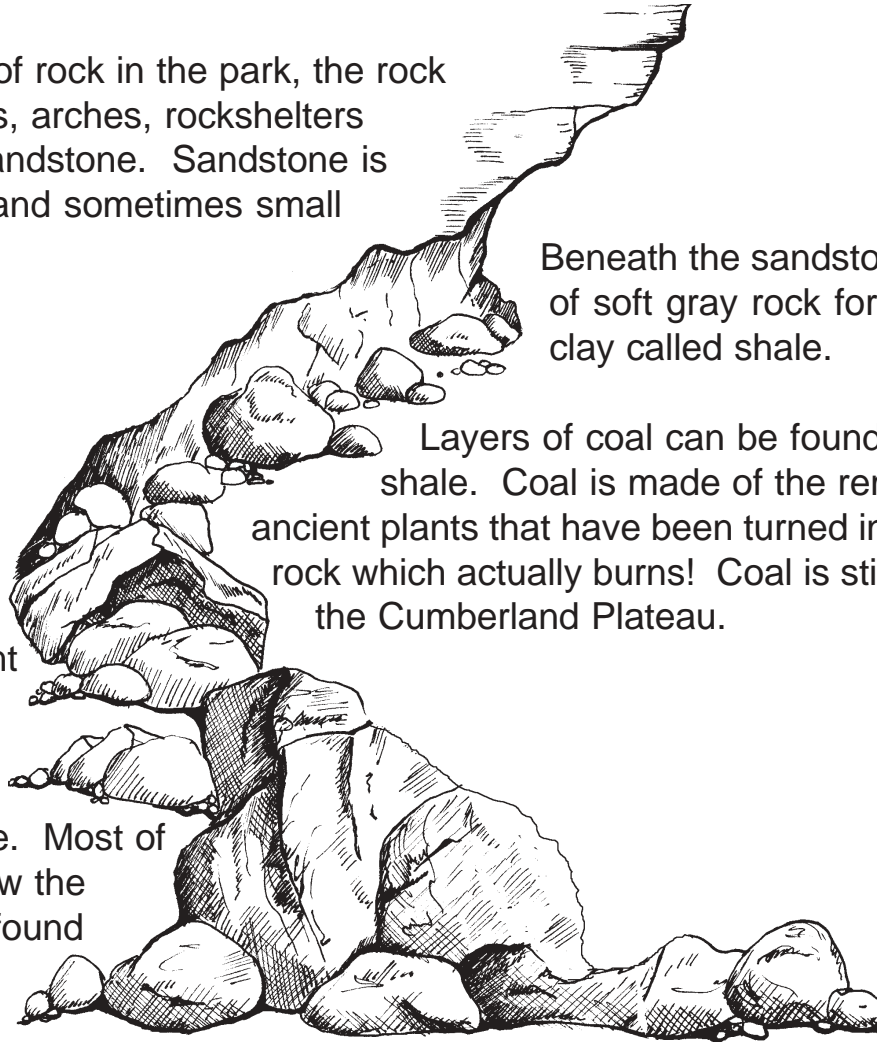 of rock in the park, the rock
s, arches, rockshelters
andstone. Sandstone is
and sometimes small
Beneath the sandsto
of soft gray rock for
clay called shale.
Layers of coal can be found
shale. Coal is made of the rem
ancient plants that have been turned in
rock which actually burns! Coal is sti
the Cumberland Plateau.
nt
e. Most of
w the
found